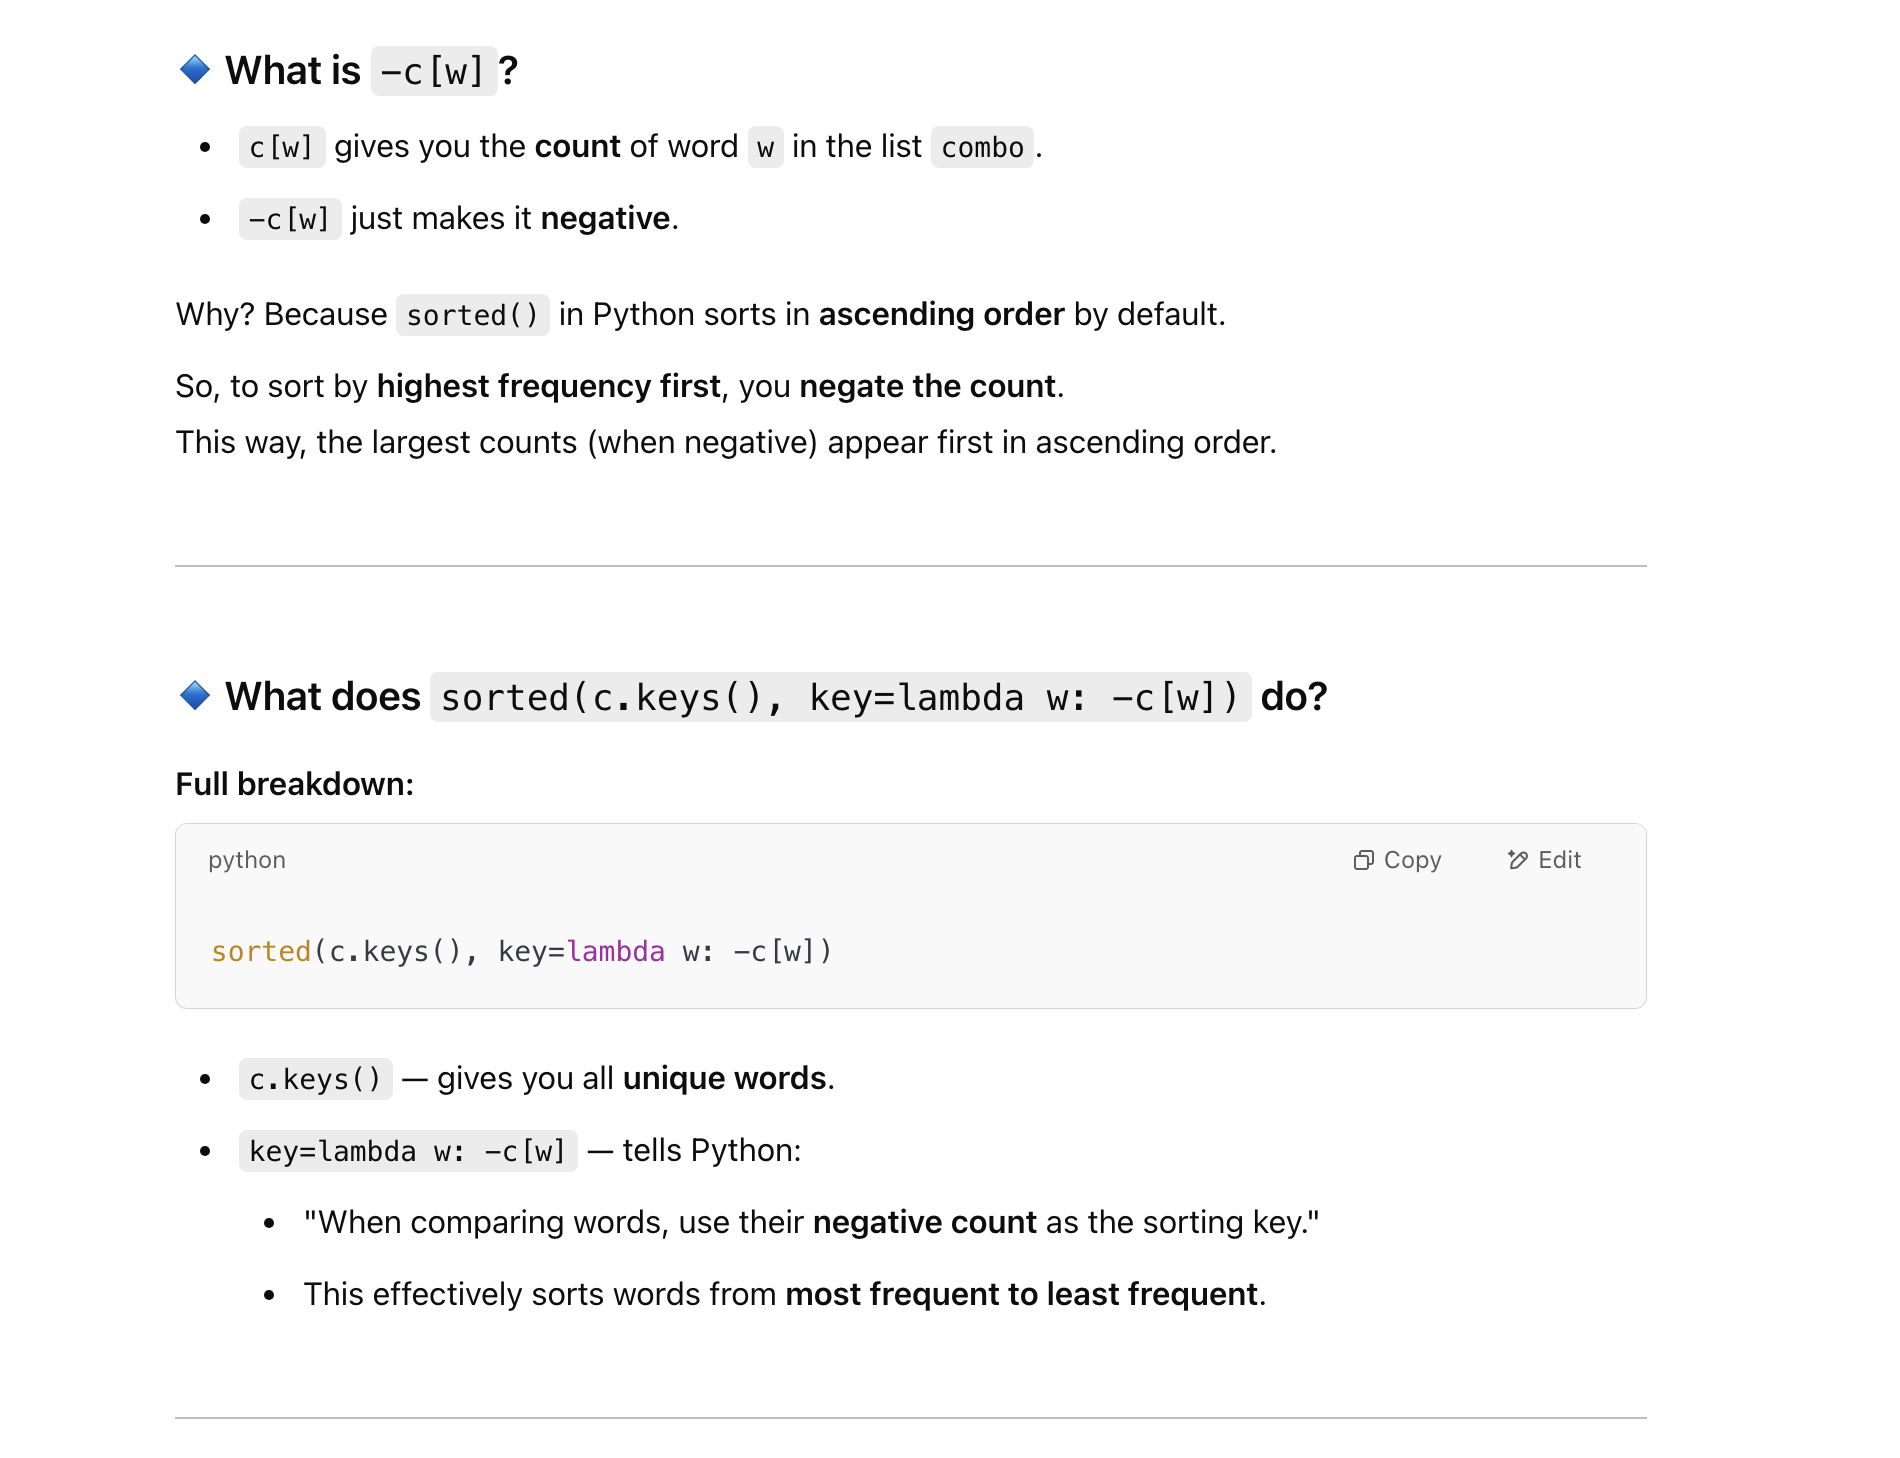 🔷 What is -c[w]?
• c[w] gives you the count of word w in the list combo.
• -c[w] just makes it negative.
Why? Because sorted() in Python sorts in ascending order by default.
So, to sort by highest frequency first, you negate the count.
This way, the largest counts (when negative) appear first in ascending order.
🔷 What does sorted(c.keys(), key=lambda w: -c[w]) do?
Full breakdown:
python Copy Edit
sorted(c.keys(), key=lambda w: -c[w])
• c.keys() — gives you all unique words.
• key=lambda w: -c[w] — tells Python:
• "When comparing words, use their negative count as the sorting key."
• This effectively sorts words from most frequent to least frequent.